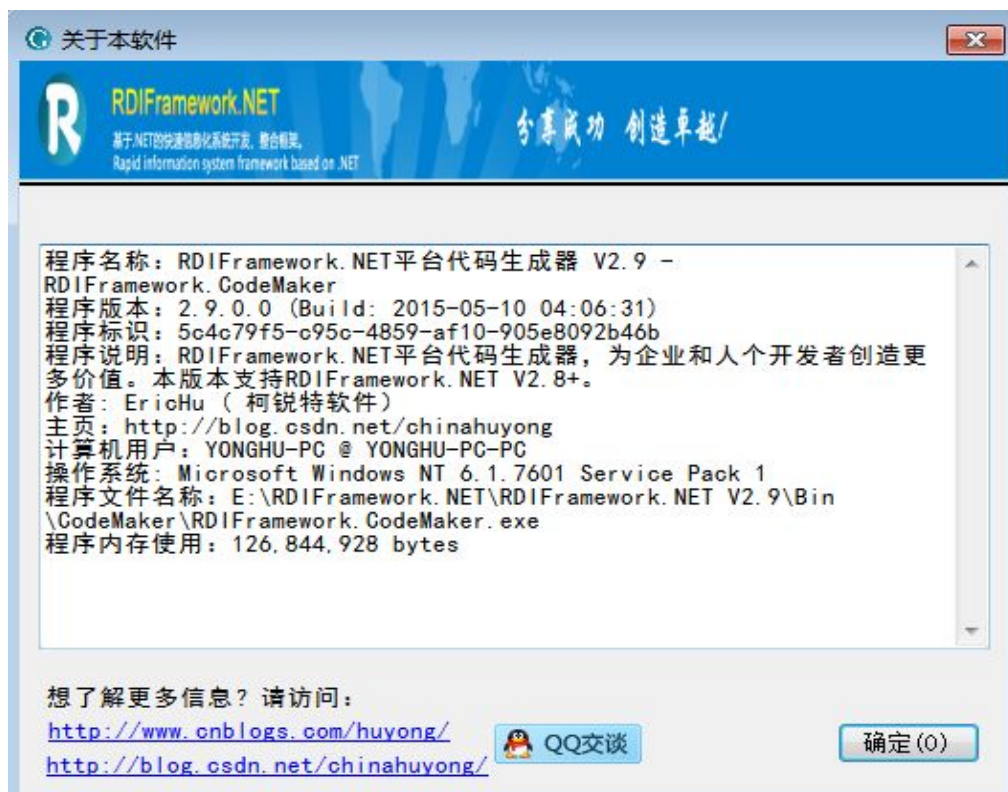 关于本软件
RDIFramework.NET
基于.NET的快速信息化系统开发、整合框架。
Rapid information system framework based on .NET
分享成功 创造卓越!
程序名称: RDIFramework.NET平台代码生成器 V2.9 -
RDIFramework.CodeMaker
程序版本: 2.9.0.0 (Build: 2015-05-10 04:06:31)
程序标识: 5c4c79f5-c95c-4859-af10-905e8092b46b
程序说明: RDIFramework.NET平台代码生成器，为企业和人个开发者创造更
多价值。本版本支持RDIFramework.NET V2.8+。
作者: EricHu ( 柯锐特软件)
主页: http://blog.csdn.net/chinahuyong
计算机用户: YONGHU-PC @ YONGHU-PC-PC
操作系统: Microsoft Windows NT 6.1.7601 Service Pack 1
程序文件名称: E:\RDIFramework.NET\RDIFramework.NET V2.9\Bin
\CodeMaker\RDIFramework.CodeMaker.exe
程序内存使用: 126,844,928 bytes
想了解更多信息? 请访问:
http://www.cnblogs.com/huyong/
QQ交谈
确定(O)
http://blog.csdn.net/chinahuyong/